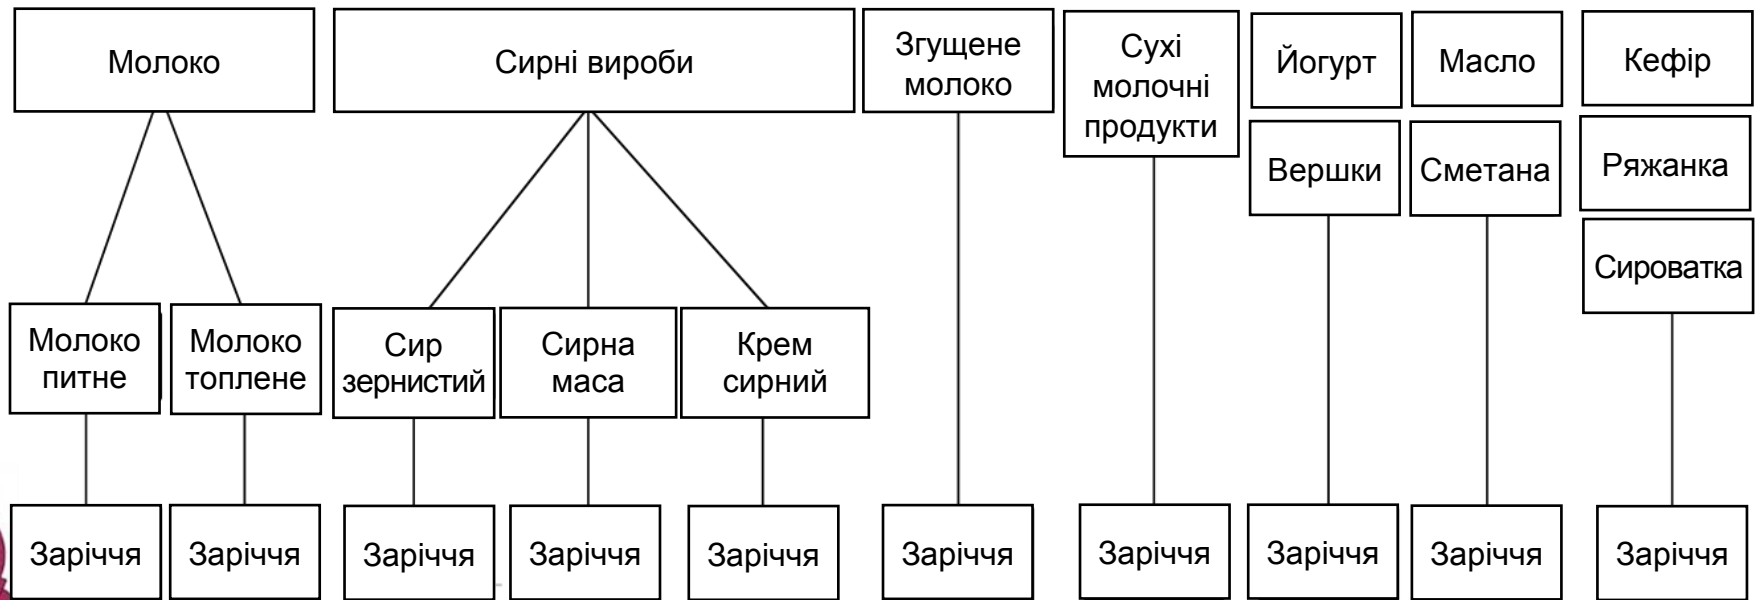 Молоко
Сирні вироби
Згущене
молоко
Сухі
молочні
продукти
Йогурт
Масло
Кефір
Вершки
Сметана
Ряжанка
Сироватка
Молоко
питне
Молоко
топлене
Сир
зернистий
Сирна
маса
Крем
сирний
Заріччя
Заріччя
Заріччя
Заріччя
Заріччя
Заріччя
Заріччя
Заріччя
Заріччя
Заріччя